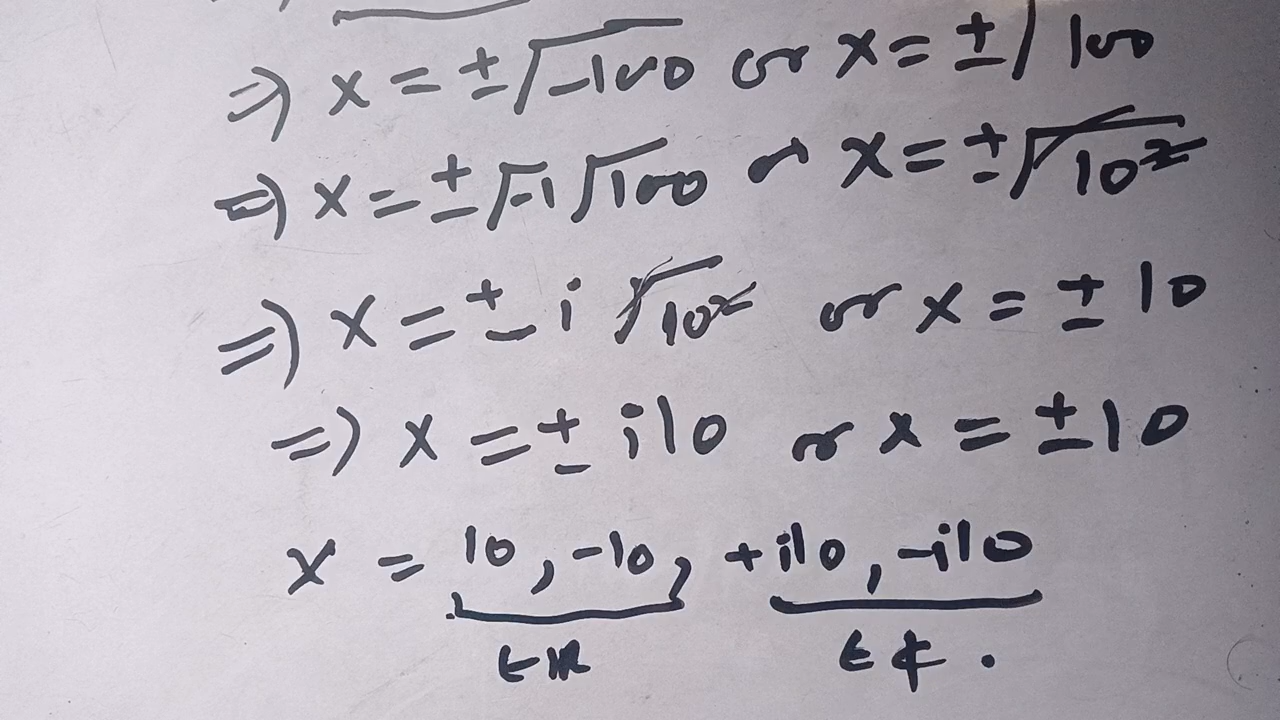 =) x = ±√-100 or x = ±√100
=) x = ±√-1 √100 or x = ±√10²
=) x = ± i √10² or x = ± 10
=) x = ± i10 or x = ±10
x = 10, -10, +i10, -i10
∈ℝ ∈ ℂ.